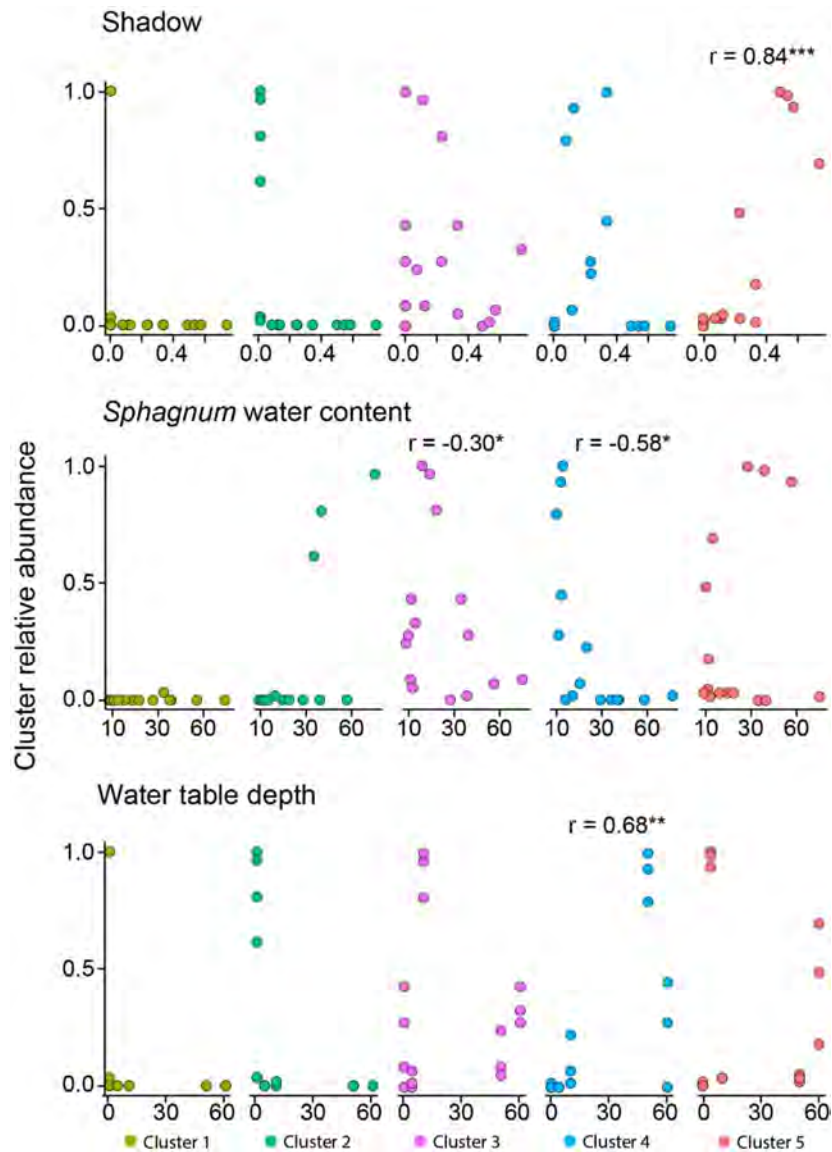 Shadow
r = 0.84***
1.0
0.5
0.0
0.0 0.4 0.0 0.4 0.0 0.4 0.0 0.4 0.4
Sphagnum water content
r = -0.30* r = -0.58*
1.0
0.5
0.0
10 30 60 10 30 60 10 30 60 10 30 60 10 30 60
Cluster relative abundance
Water table depth
r = 0.68**
1.0
0.5
0.0
0 30 60 0 30 60 0 30 60 0 30 60 0 30 60
Cluster 1 Cluster 2 Cluster 3 Cluster 4 Cluster 5